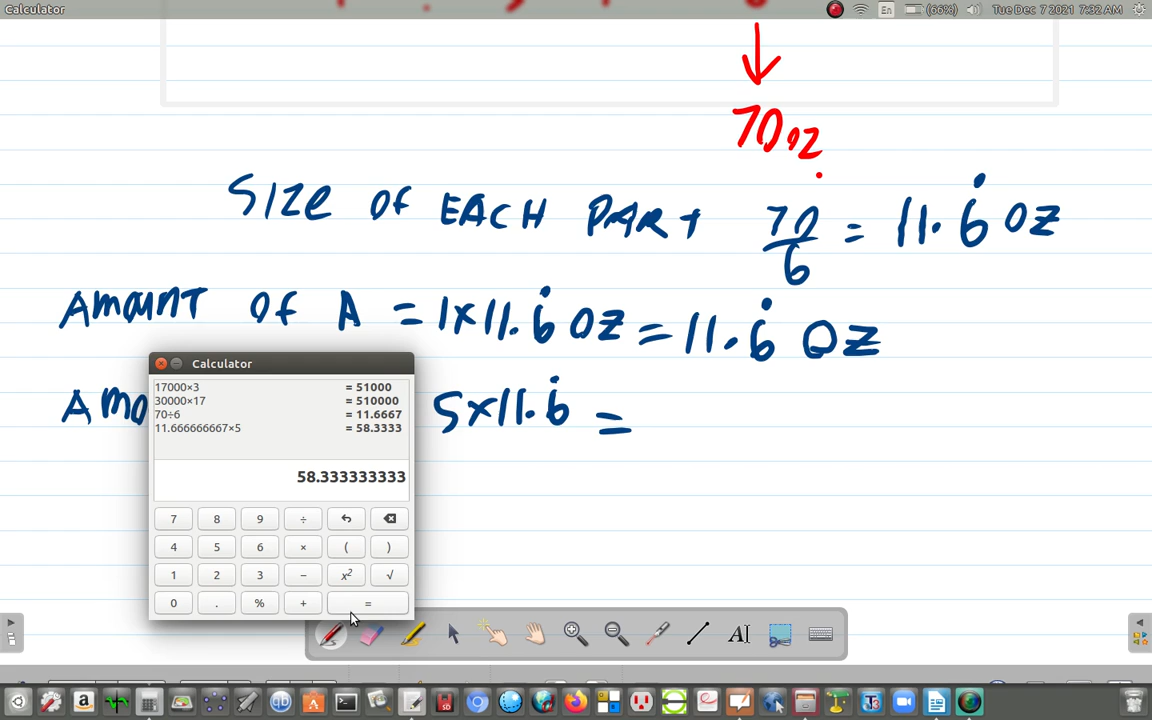 Calculator
En (66%) Tue Dec 7 2021 7:32 AM
70 oz
SIZE OF EACH PART 70/6 = 11.6̇ OZ
AMOUNT OF A = 1×11.6̇ OZ = 11.6̇ OZ
5×11.6̇ =
Calculator
17000×3 = 51000
30000×17 = 510000
70÷6 = 11.6667
11.666666667×5 = 58.3333
58.333333333
7 8 9 ÷
4 5 6 × ( )
1 2 3 − x² √
0 . % + =
AI